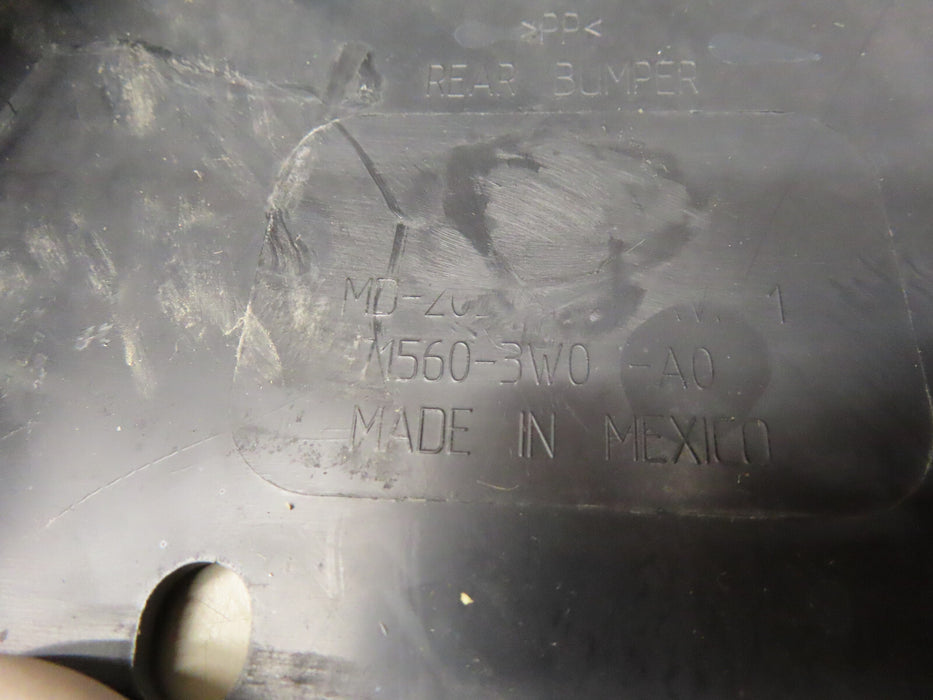 >PP<
REAR BUMPER
1
M560-3W0 -A0
MADE IN MEXICO